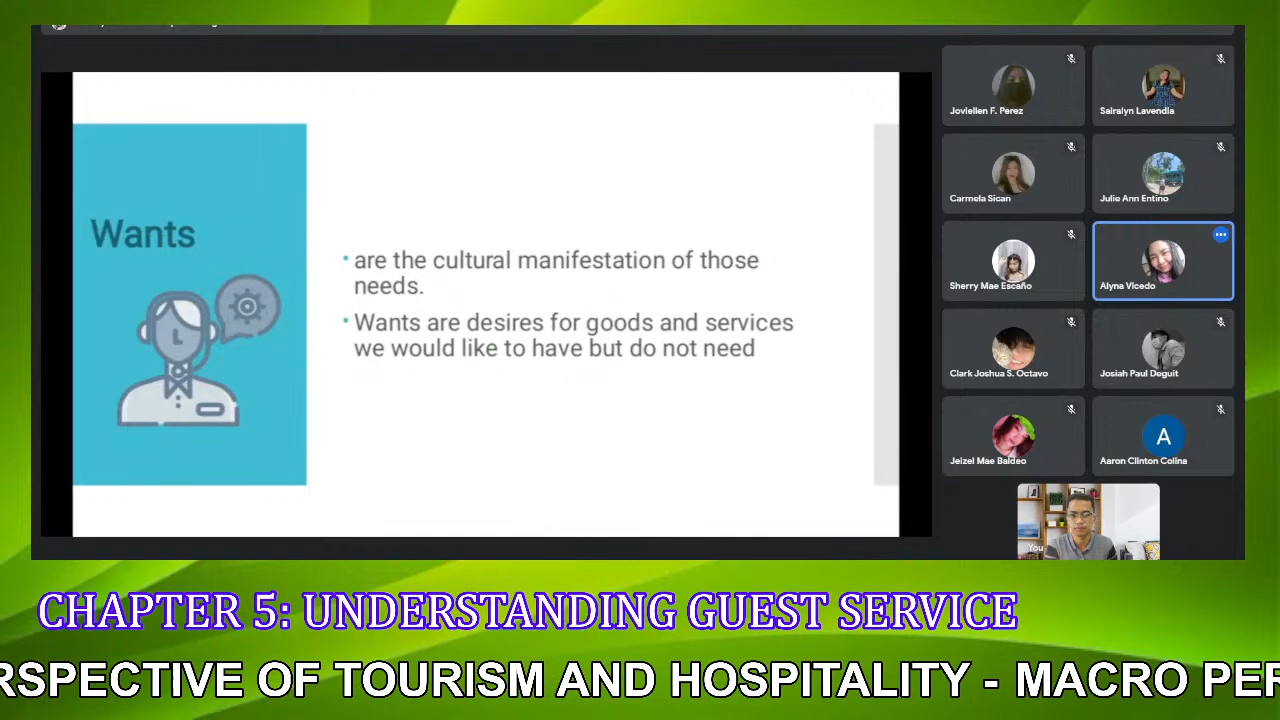 Wants
• are the cultural manifestation of those
needs.
• Wants are desires for goods and services
we would like to have but do not need
Joviellen F. Perez
Sairalyn Lavendia
Carmela Sican
Julie Ann Entino
Sherry Mae Escaño
Alyna Vicedo
Clark Joshua S. Octavo
Josiah Paul Deguit
Jeizel Mae Baldeo
A
Aaron Clinton Colina
You
CHAPTER 5: UNDERSTANDING GUEST SERVICE
RSPECTIVE OF TOURISM AND HOSPITALITY - MACRO PER